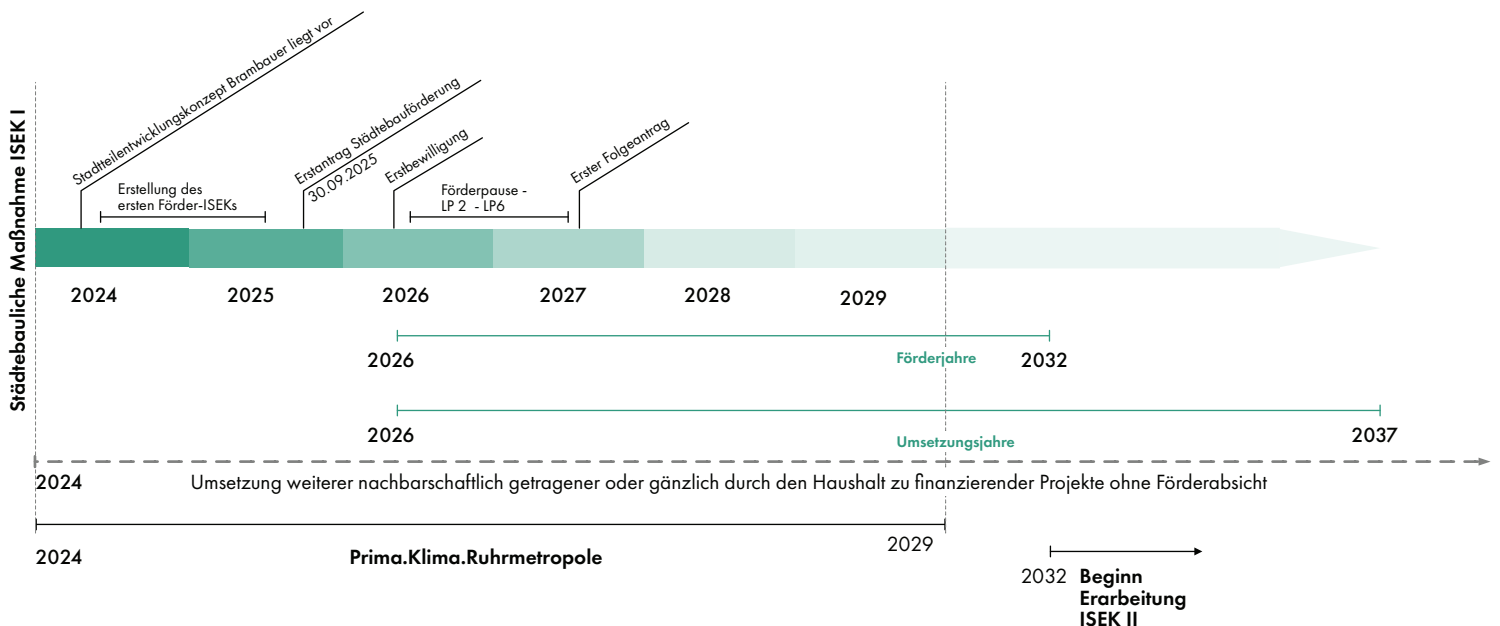 Städtebauliche Maßnahme ISEK I
Stadtteilentwicklungskonzept Brambauer liegt vor
Erstellung des
ersten Förder-ISEKs
Erstantrag Städtebauförderung
30.09.2025
Erstbewilligung
Förderpause -
LP 2 - LP6
Erster Folgeantrag
2024
2025
2026
2027
2028
2029
2026
Förderjahre
2032
2026
Umsetzungsjahre
2037
2024
Umsetzung weiterer nachbarschaftlich getragener oder gänzlich durch den Haushalt zu finanzierender Projekte ohne Förderabsicht
2024
Prima.Klima.Ruhrmetropole
2029
2032
Beginn
Erarbeitung
ISEK II